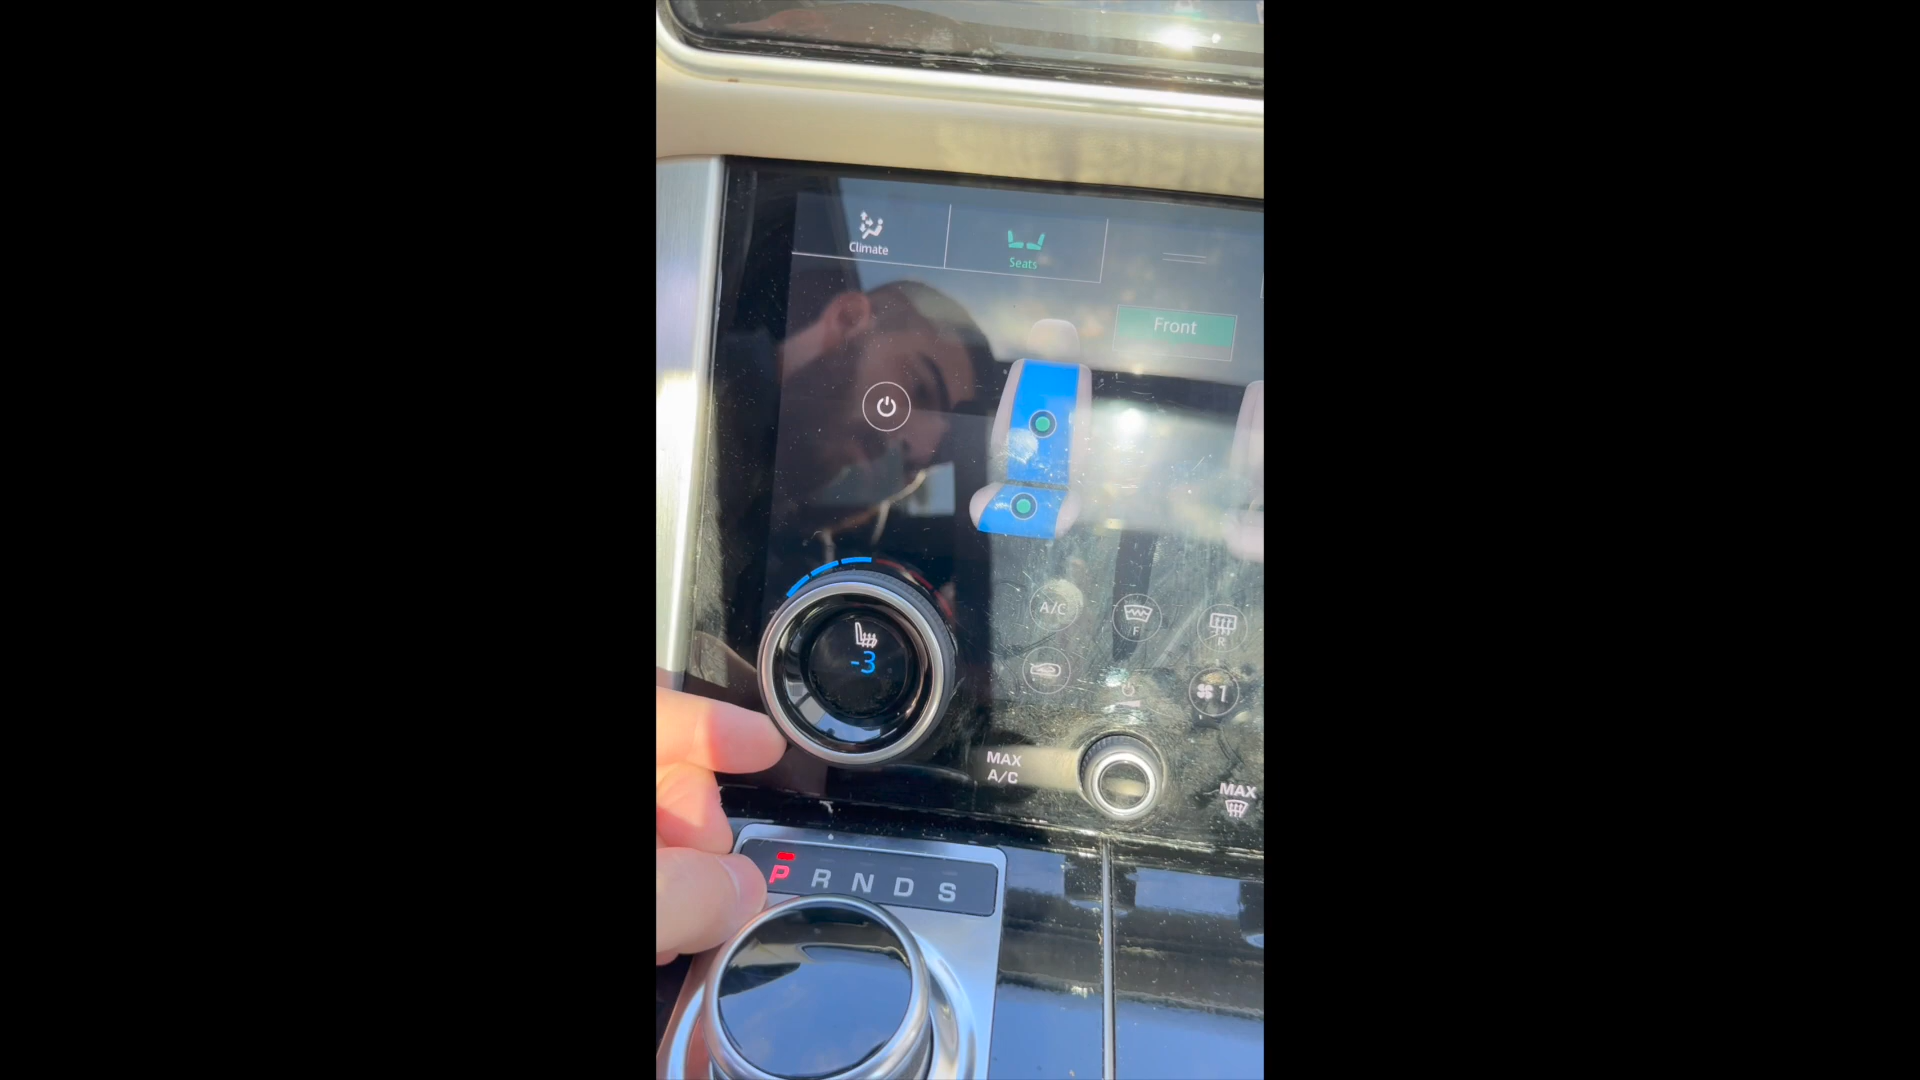 Climate
Seats
Front
-3
A/C
F
R
1
MAX
A/C
MAX
P R N D S